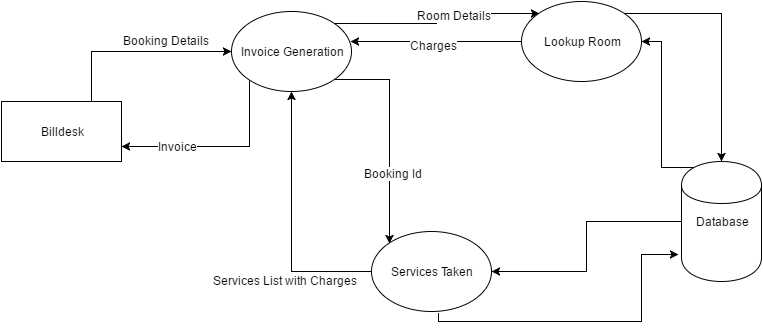 Room Details
Booking Details
Invoice Generation
Charges
Lookup Room
Billdesk
Invoice
Booking Id
Database
Services Taken
Services List with Charges